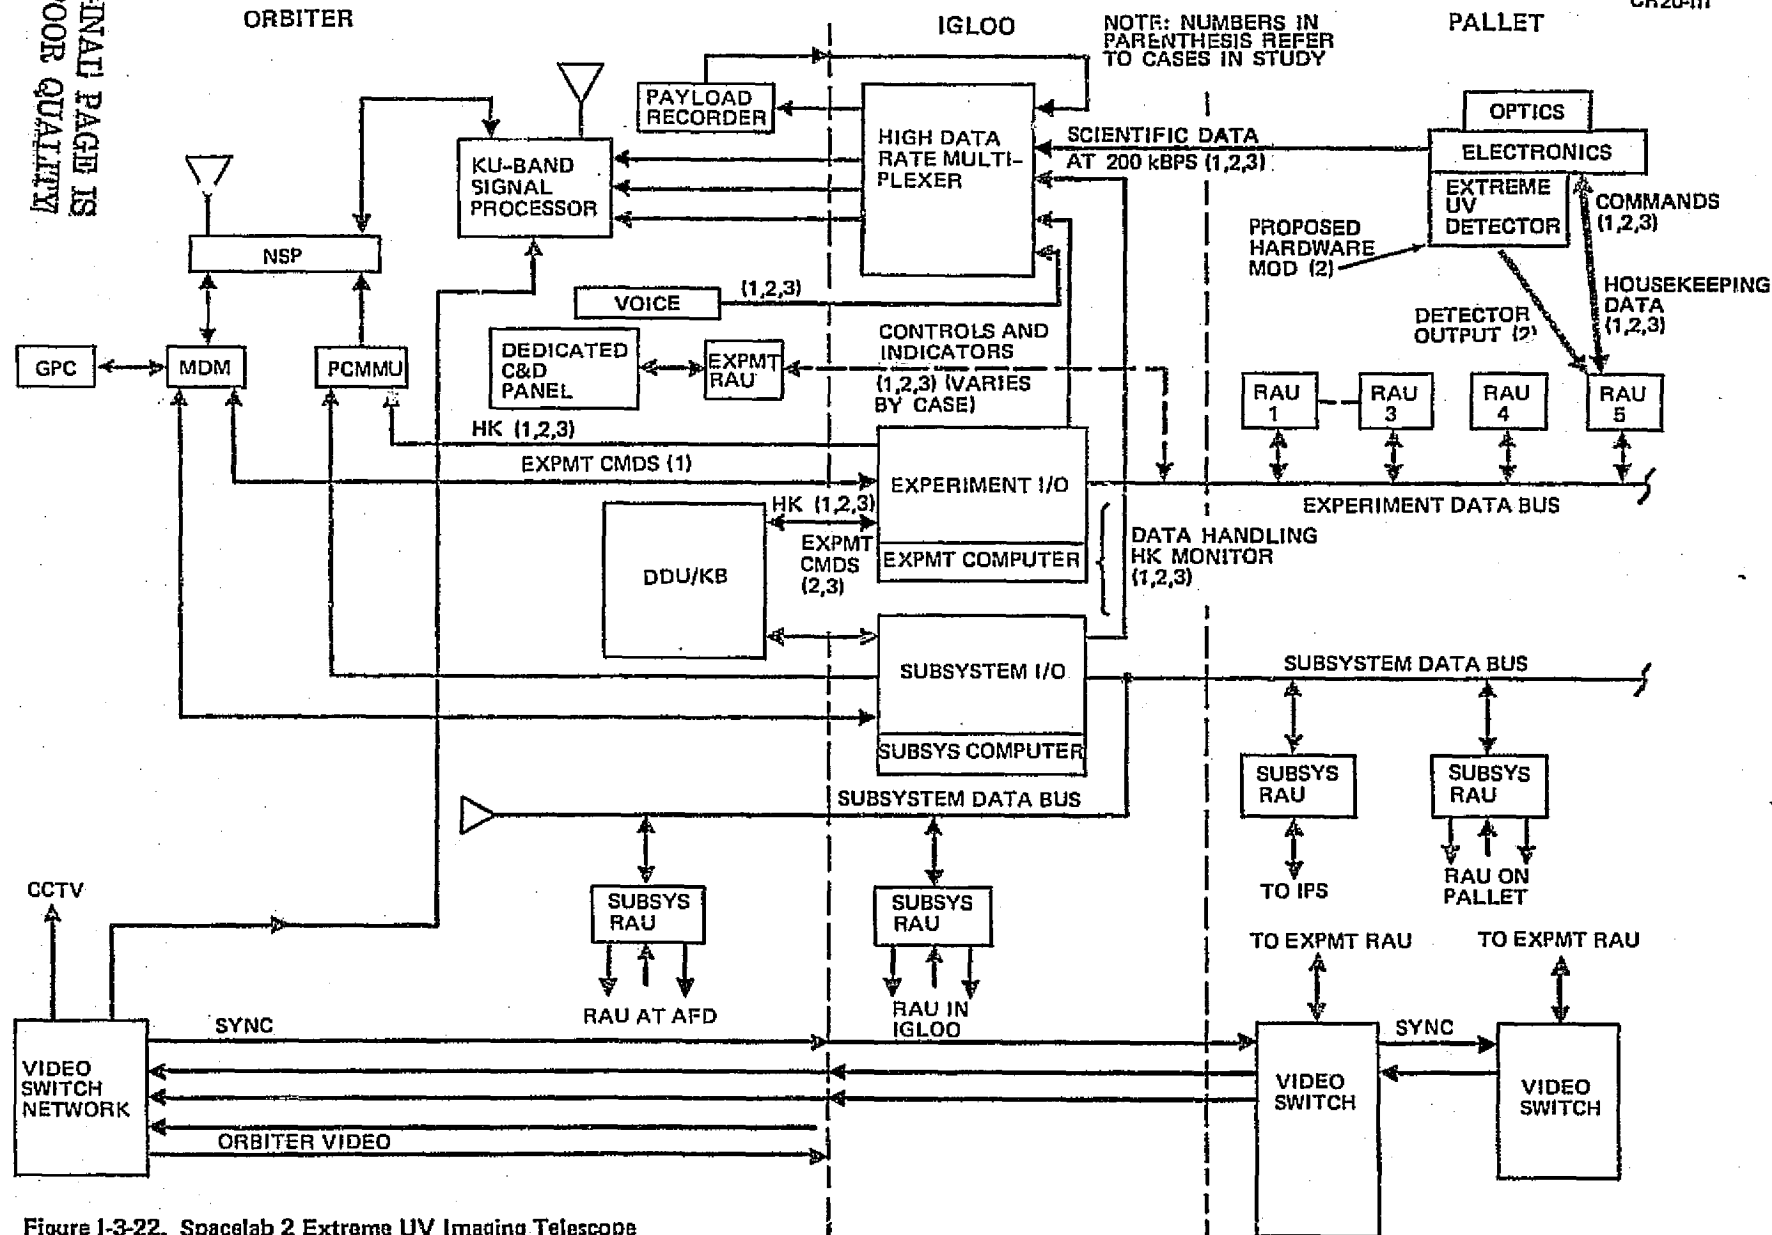 ORBITER
IGLOO
NOTE: NUMBERS IN
PARENTHESIS REFER
TO CASES IN STUDY
PALLET
INAL PAGE IS
POOR QUALITY
PAYLOAD
RECORDER
KU-BAND
SIGNAL
PROCESSOR
HIGH DATA
RATE MULTI-
PLEXER
SCIENTIFIC DATA
AT 200 kBPS (1,2,3)
OPTICS
ELECTRONICS
EXTREME
UV
DETECTOR
COMMANDS
(1,2,3)
PROPOSED
HARDWARE
MOD (2)
HOUSEKEEPING
DATA
(1,2,3)
DETECTOR
OUTPUT (2)
NSP
VOICE
(1,2,3)
GPC
MDM
PCMMU
DEDICATED
C&D
PANEL
EXPMT
RAU
CONTROLS AND
INDICATORS
(1,2,3) (VARIES
BY CASE)
RAU
1
RAU
3
RAU
4
RAU
5
HK (1,2,3)
EXPMT CMDS (1)
EXPERIMENT I/O
EXPMT COMPUTER
EXPERIMENT DATA BUS
HK (1,2,3)
EXPMT
CMDS
(2,3)
DDU/KB
DATA HANDLING
HK MONITOR
(1,2,3)
SUBSYSTEM I/O
SUBSYS COMPUTER
SUBSYSTEM DATA BUS
SUBSYSTEM DATA BUS
SUBSYS
RAU
SUBSYS
RAU
TO IPS
RAU ON
PALLET
CCTV
SUBSYS
RAU
SUBSYS
RAU
RAU AT AFD
RAU IN
IGLOO
TO EXPMT RAU
TO EXPMT RAU
SYNC
SYNC
VIDEO
SWITCH
NETWORK
VIDEO
SWITCH
VIDEO
SWITCH
ORBITER VIDEO
Figure I-3-22. Spacelab 2 Extreme UV Imaging Telescope